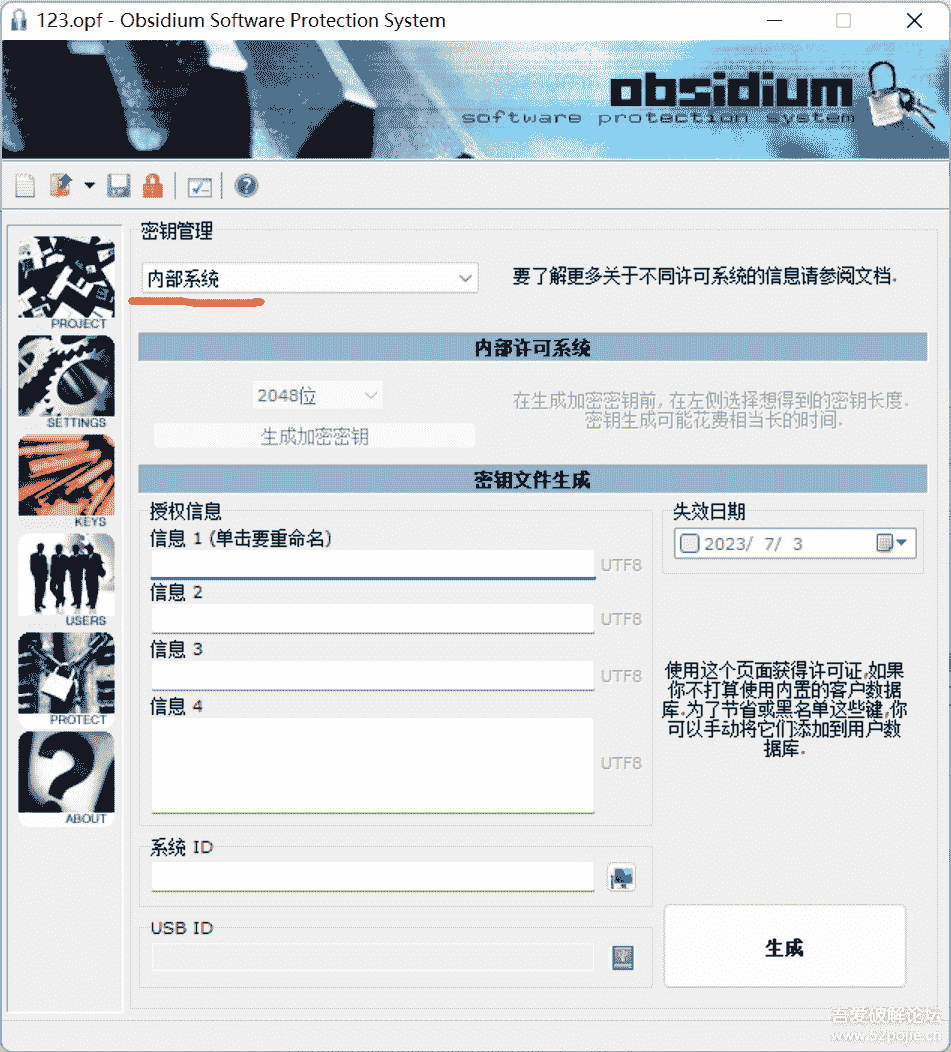 123.opf - Obsidium Software Protection System
obsidium
software protection system
密钥管理
内部系统
要了解更多关于不同许可系统的信息请参阅文档.
PROJECT
内部许可系统
2048位
在生成加密密钥前, 在左侧选择想得到的密钥长度.
密钥生成可能花费相当长的时间.
生成加密密钥
SETTINGS
密钥文件生成
授权信息
失效日期
KEYS
信息 1 (单击要重命名)
2023/ 7/ 3
UTF8
信息 2
UTF8
USERS
信息 3
UTF8
使用这个页面获得许可证,如果
你不打算使用内置的客户数据
库.为了节省或黑名单这些键,你
可以手动将它们添加到用户数
据库.
信息 4
PROTECT
UTF8
ABOUT
系统 ID
USB ID
生成
吾爱破解论坛
www.52pojie.cn